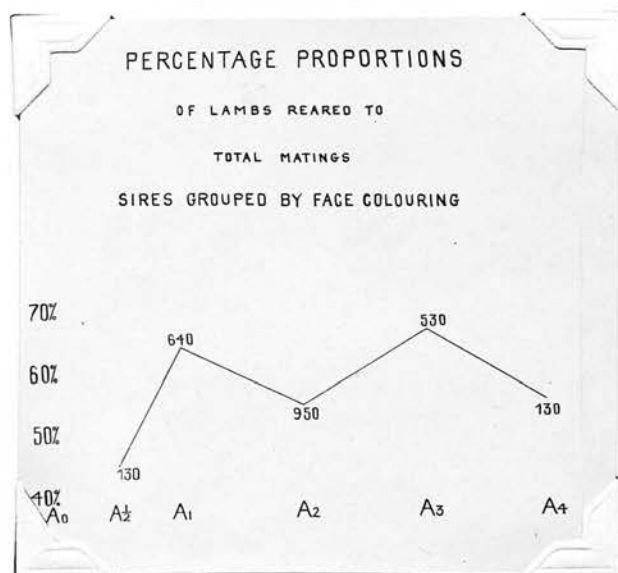 PERCENTAGE PROPORTIONS
OF LAMBS REARED TO
TOTAL MATINGS
SIRES GROUPED BY FACE COLOURING
70%
60%
50%
40%
640
530
950
130
130
A0 A½ A1 A2 A3 A4